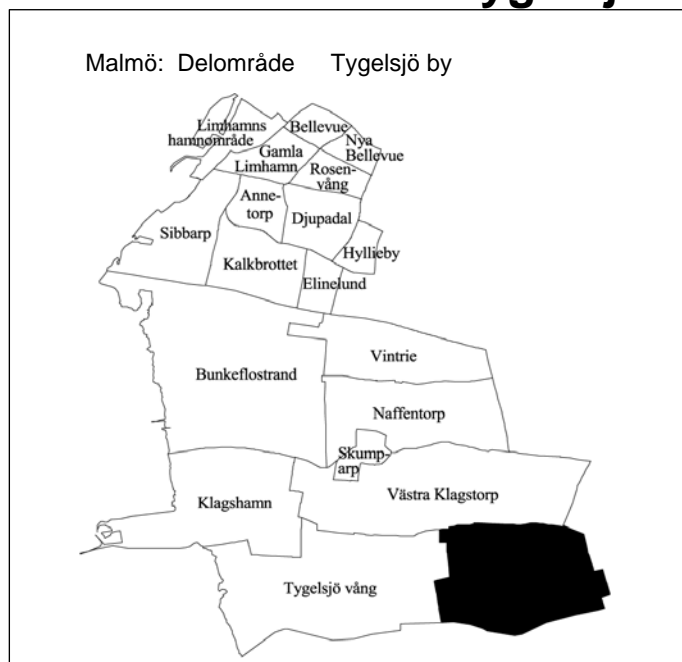 Malmö: Delområde Tygelsjö by
Limhamns
hamnområde
Bellevue
Nya
Bellevue
Gamla
Limhamn
Rosen-
vång
Anne-
torp
Djupadal
Sibbarp
Hyllieby
Kalkbrottet
Elinelund
Vintrie
Bunkeflostrand
Naffentorp
Skump-
arp
Västra Klagstorp
Klagshamn
Tygelsjö vång